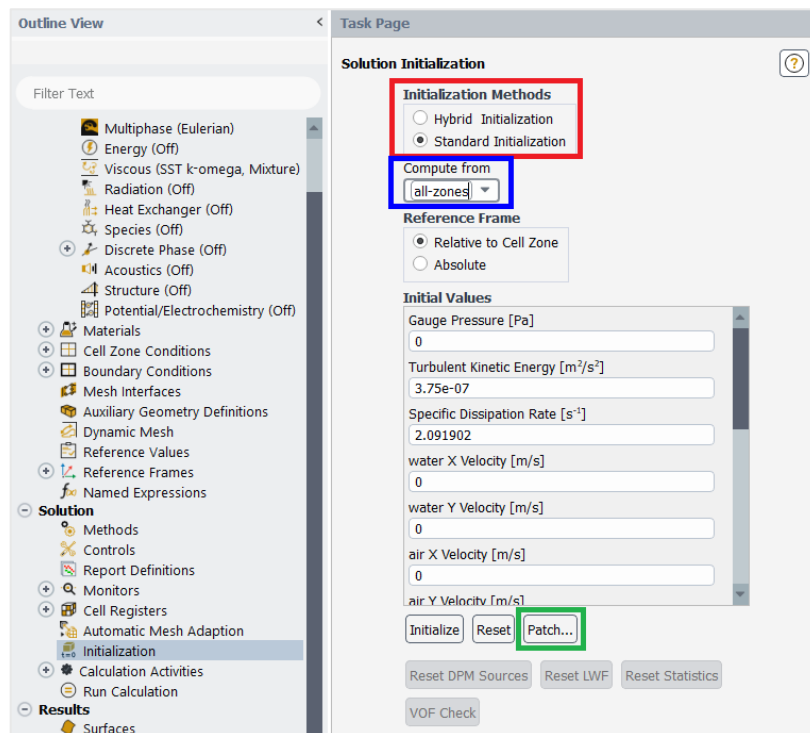 Outline View
<
Filter Text
Multiphase (Eulerian)
Energy (Off)
Viscous (SST k-omega, Mixture)
Radiation (Off)
Heat Exchanger (Off)
Species (Off)
Discrete Phase (Off)
Acoustics (Off)
Structure (Off)
Potential/Electrochemistry (Off)
Materials
Cell Zone Conditions
Boundary Conditions
Mesh Interfaces
Auxiliary Geometry Definitions
Dynamic Mesh
Reference Values
Reference Frames
fx Named Expressions
Solution
Methods
Controls
Report Definitions
Monitors
Cell Registers
Automatic Mesh Adaption
t=0 Initialization
Calculation Activities
Run Calculation
Results
Surfaces
Task Page
Solution Initialization
?
Initialization Methods
Hybrid Initialization
Standard Initialization
Compute from
all-zones
Reference Frame
Relative to Cell Zone
Absolute
Initial Values
Gauge Pressure [Pa]
0
Turbulent Kinetic Energy [m²/s²]
3.75e-07
Specific Dissipation Rate [s⁻¹]
2.091902
water X Velocity [m/s]
0
water Y Velocity [m/s]
0
air X Velocity [m/s]
0
air Y Velocity [m/s]
Initialize Reset Patch...
Reset DPM Sources Reset LWF Reset Statistics
VOF Check